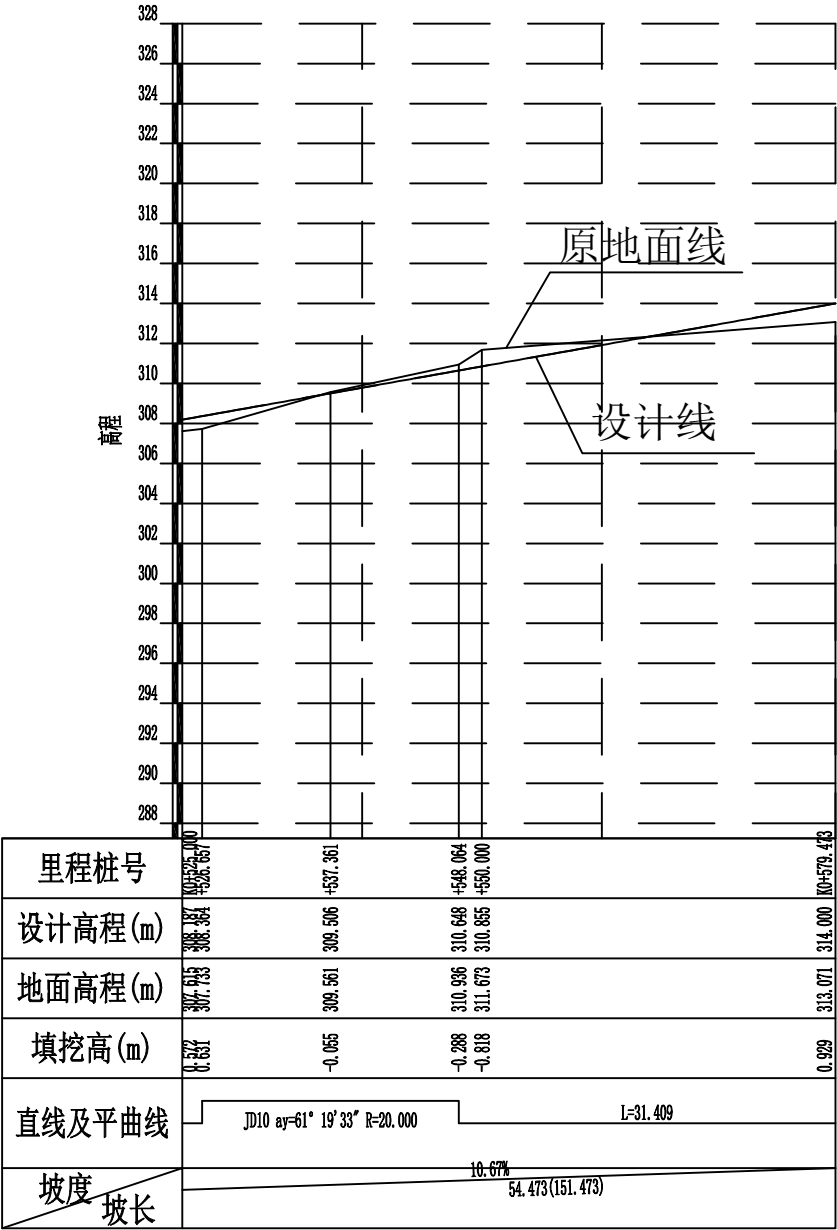 328
326
324
322
320
318
316
314
312
310
308
306
304
302
300
298
296
294
292
290
288
高程
原地面线
设计线
里程桩号 K0+525.000 +526.657 +537.361 +548.064 +550.000 K0+579.473
设计高程(m) 308.187 308.364 309.506 310.648 310.855 314.000
地面高程(m) 307.615 307.733 309.561 310.936 311.673 313.071
填挖高(m) 0.572 0.631 -0.055 -0.288 -0.818 0.929
直线及平曲线 JD10 ay=61°19'33" R=20.000 L=31.409
坡度 10.67%
坡长 54.473(151.473)